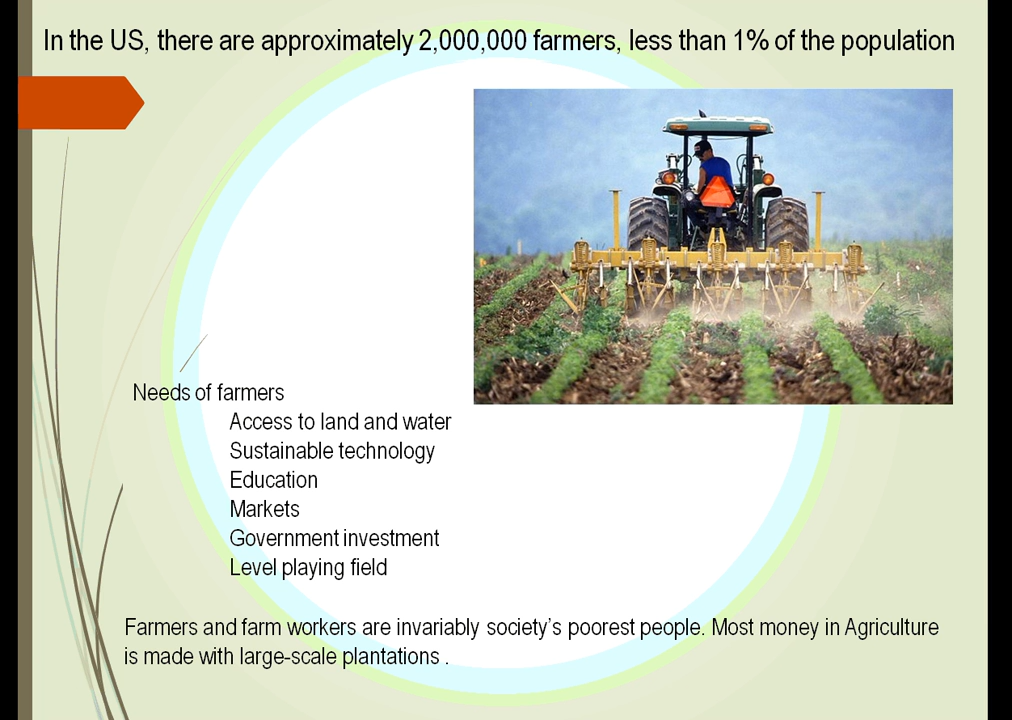 In the US, there are approximately 2,000,000 farmers, less than 1% of the population
Needs of farmers
Access to land and water
Sustainable technology
Education
Markets
Government investment
Level playing field
Farmers and farm workers are invariably society’s poorest people. Most money in Agriculture
is made with large-scale plantations .